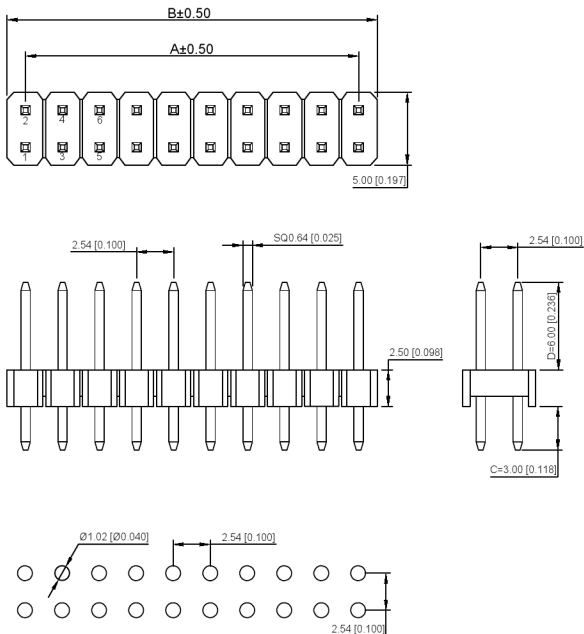 B±0.50
A±0.50
2 4 6
1 3 5
5.00 [0.197]
2.54 [0.100]
SQ0.64 [0.025]
2.54 [0.100]
D=6.00 [0.236]
2.50 [0.098]
C=3.00 [0.118]
Ø1.02 [Ø0.040]
2.54 [0.100]
2.54 [0.100]